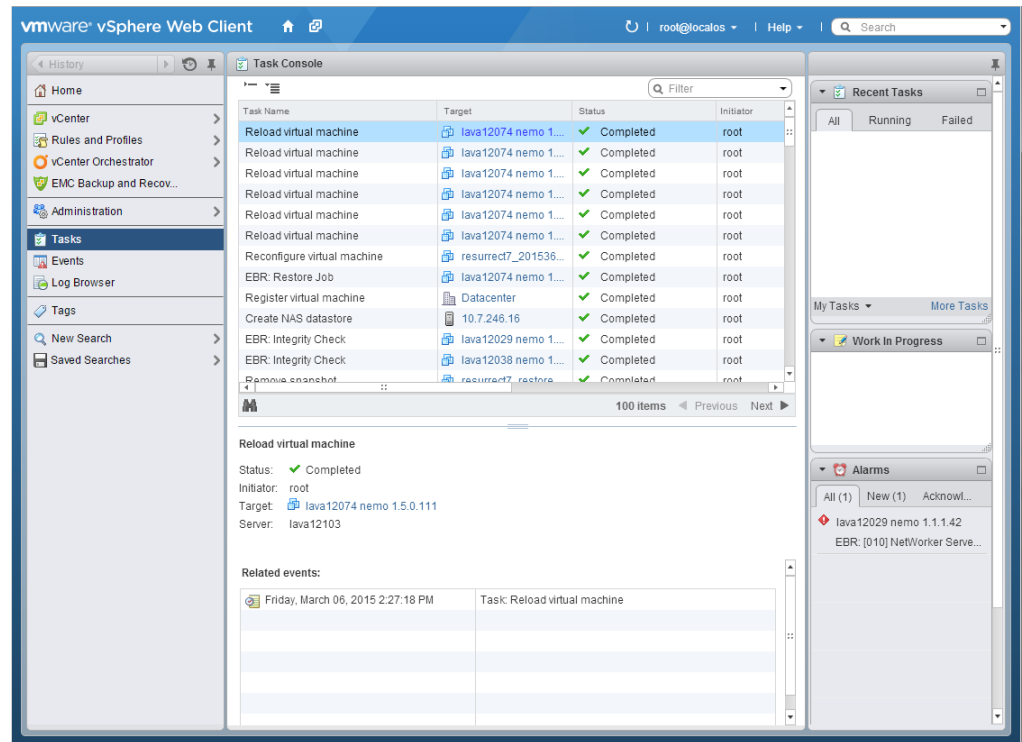 vmware® vSphere Web Client
root@localos
Help
Search
History
Home
vCenter
Rules and Profiles
vCenter Orchestrator
EMC Backup and Recov...
Administration
Tasks
Events
Log Browser
Tags
New Search
Saved Searches
Task Console
Filter
Task Name Target Status Initiator
Reload virtual machine lava12074 nemo 1.... Completed root
Reload virtual machine lava12074 nemo 1.... Completed root
Reload virtual machine lava12074 nemo 1.... Completed root
Reload virtual machine lava12074 nemo 1.... Completed root
Reload virtual machine lava12074 nemo 1.... Completed root
Reload virtual machine lava12074 nemo 1.... Completed root
Reconfigure virtual machine resurrect7_201536... Completed root
EBR: Restore Job lava12074 nemo 1.... Completed root
Register virtual machine Datacenter Completed root
Create NAS datastore 10.7.246.16 Completed root
EBR: Integrity Check lava12029 nemo 1.... Completed root
EBR: Integrity Check lava12038 nemo 1.... Completed root
Remove snapshot resurrect7_restore... Completed root
100 items Previous Next
Reload virtual machine
Status: Completed
Initiator: root
Target: lava12074 nemo 1.5.0.111
Server: lava12103
Related events:
Friday, March 06, 2015 2:27:18 PM Task: Reload virtual machine
Recent Tasks
All Running Failed
My Tasks More Tasks
Work In Progress
Alarms
All (1) New (1) Acknowl...
lava12029 nemo 1.1.1.42
EBR: [010] NetWorker Serve...